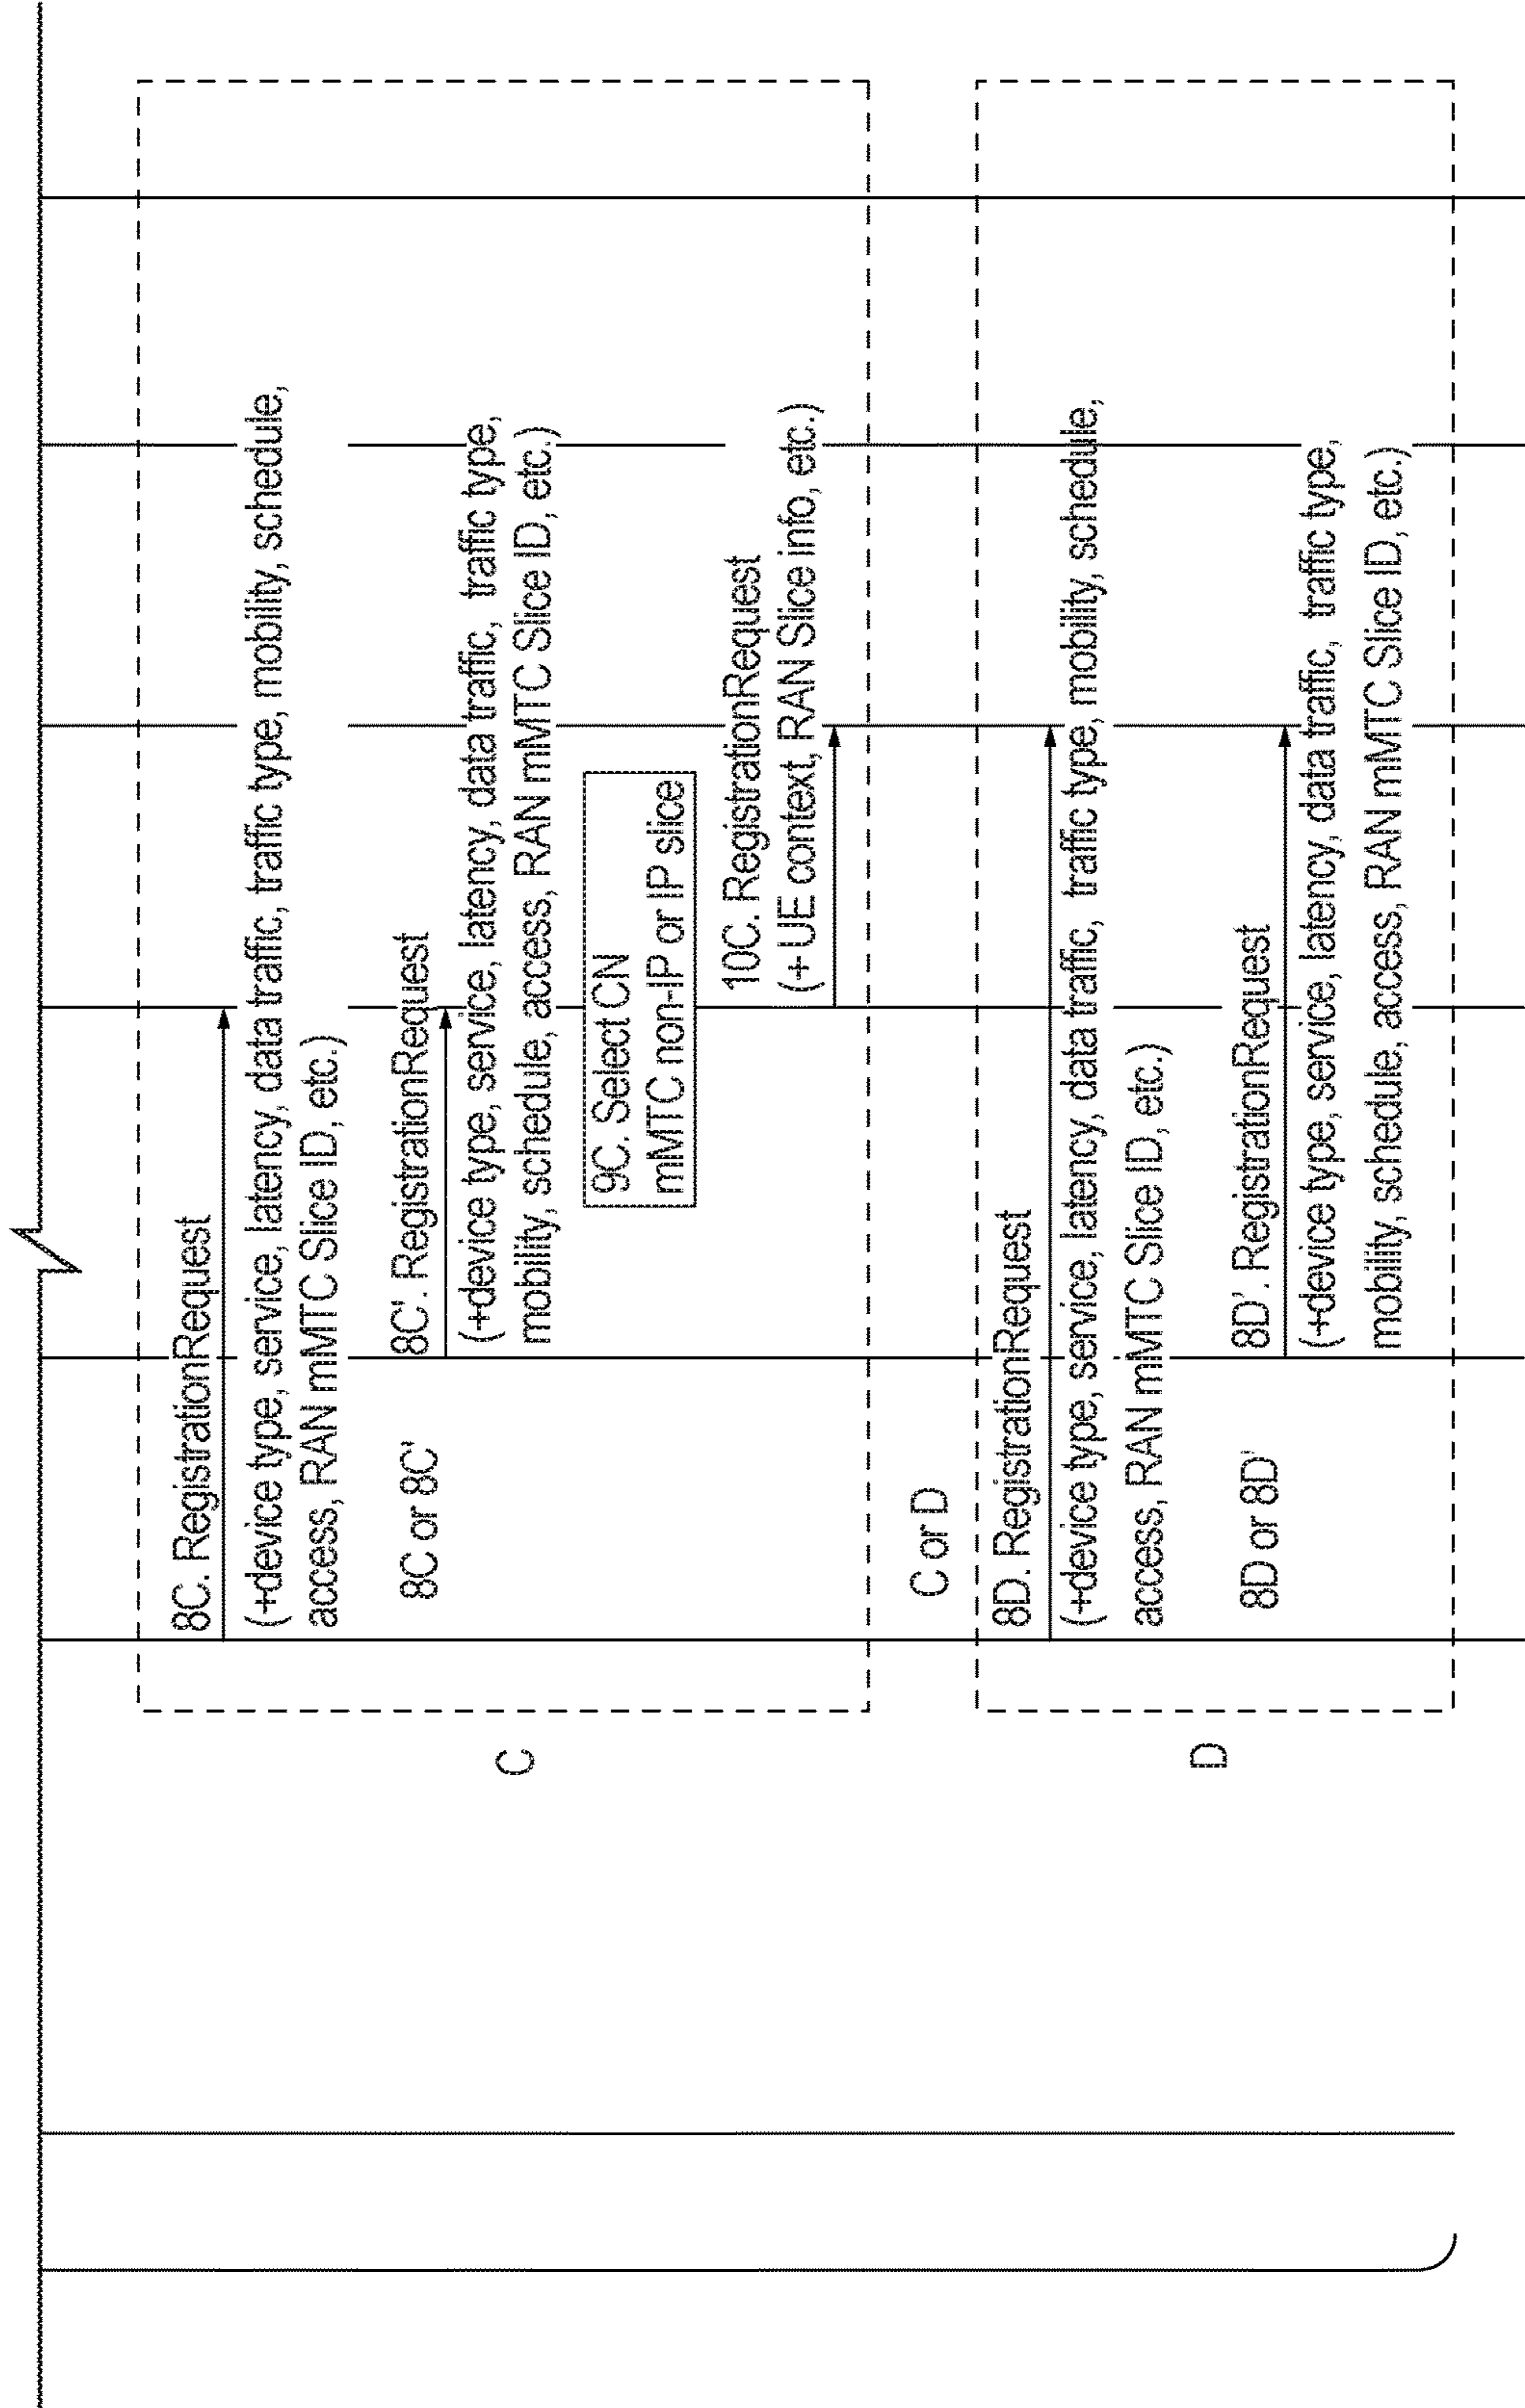 8C. RegistrationRequest
(+device type, service, latency, data traffic, traffic type, mobility, schedule,
access, RAN mMTC Slice ID, etc.)
8C or 8C'
8C'. RegistrationRequest
(+device type, service, latency, data traffic, traffic type,
mobility, schedule, access, RAN mMTC Slice ID, etc.)
9C. Select CN
mMTC non-IP or IP slice
10C. RegistrationRequest
(+ UE context, RAN Slice info, etc.)
C
C or D
8D. RegistrationRequest
(+device type, service, latency, data traffic, traffic type, mobility, schedule,
access, RAN mMTC Slice ID, etc.)
8D or 8D'
8D'. RegistrationRequest
(+device type, service, latency, data traffic, traffic type,
mobility, schedule, access, RAN mMTC Slice ID, etc.)
D